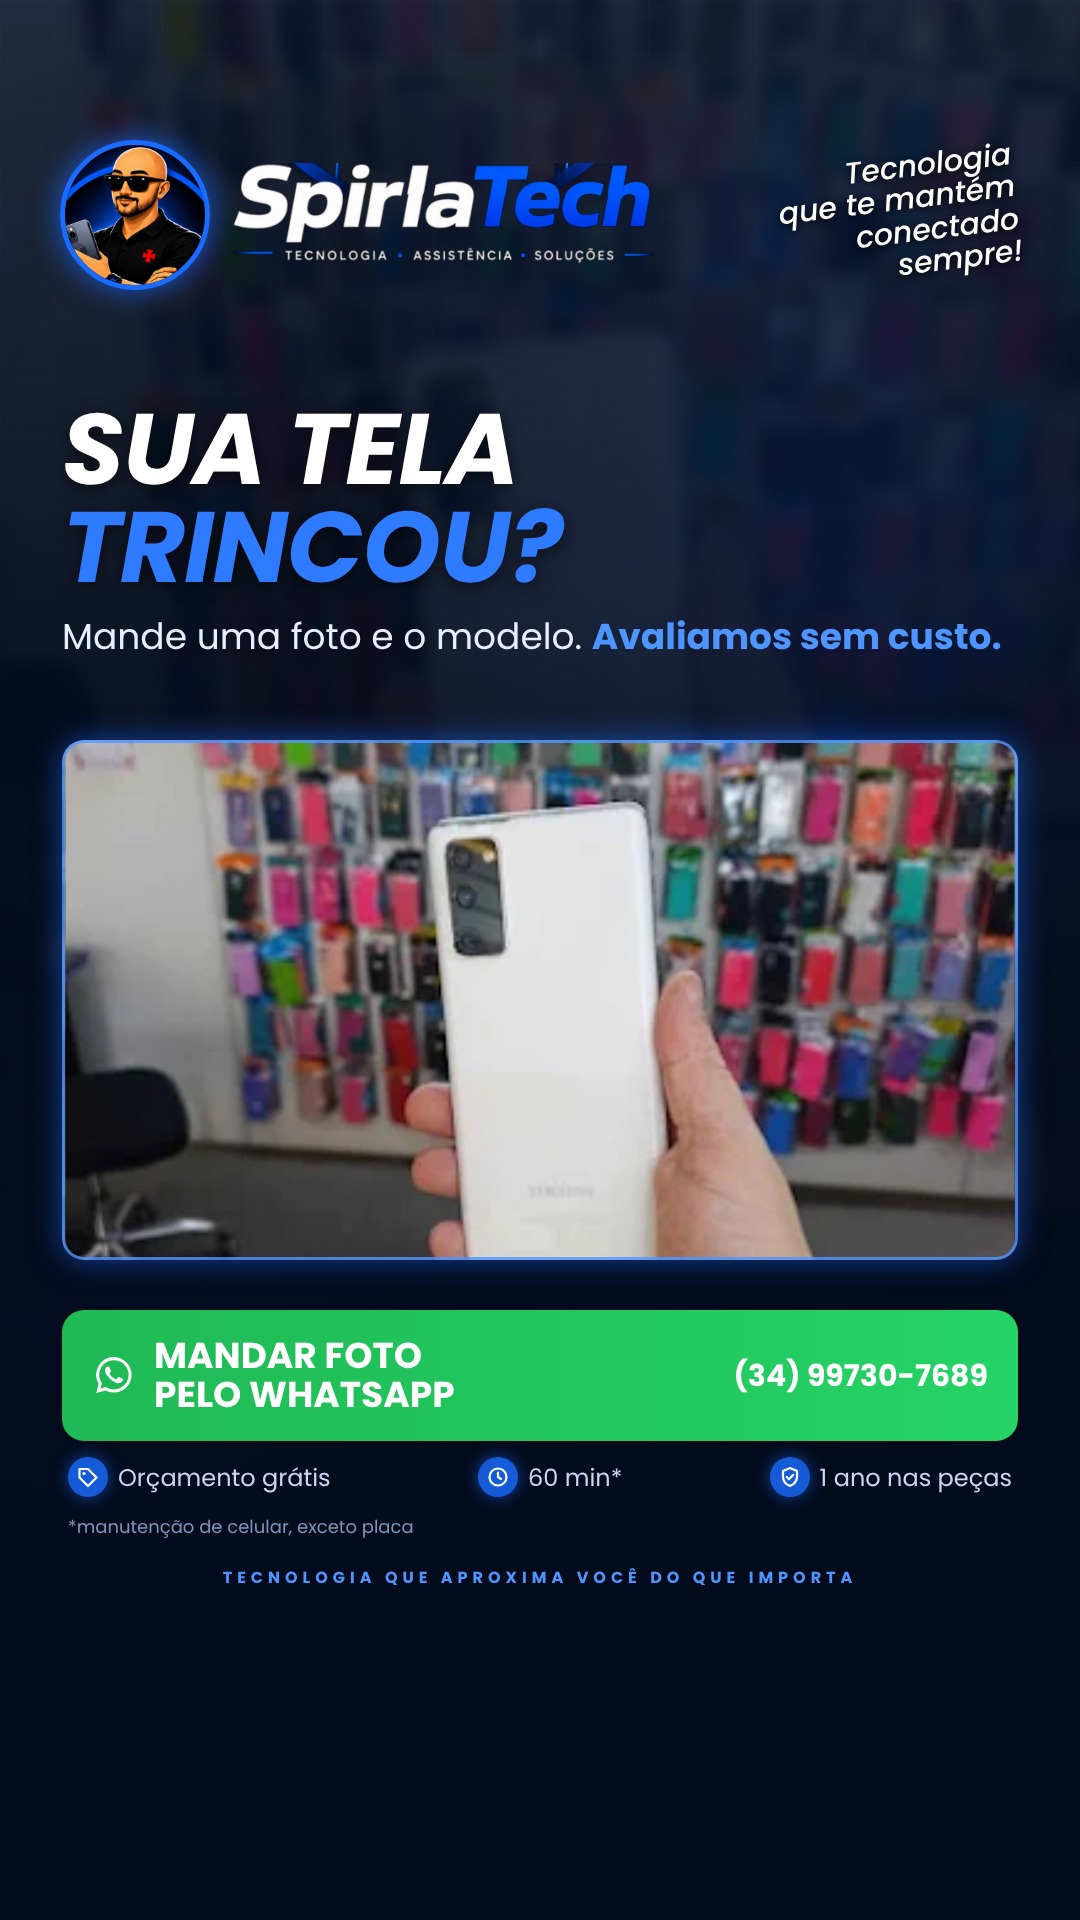 SpirlaTech
TECNOLOGIA • ASSISTÊNCIA • SOLUÇÕES
Tecnologia
que te mantém
conectado
sempre!
SUA TELA
TRINCOU?
Mande uma foto e o modelo. Avaliamos sem custo.
SAMSUNG
MANDAR FOTO
PELO WHATSAPP
(34) 99730-7689
Orçamento grátis
60 min*
1 ano nas peças
*manutenção de celular, exceto placa
TECNOLOGIA QUE APROXIMA VOCÊ DO QUE IMPORTA